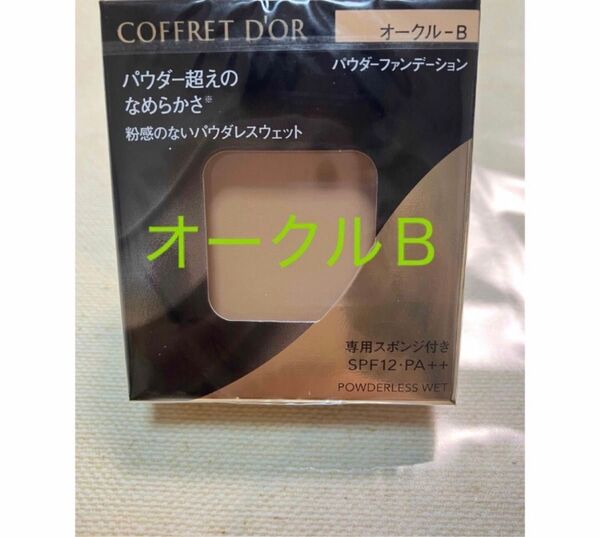 COFFRET D'OR
オークル-B
パウダーファンデーション
パウダー超えの
なめらかさ※
粉感のないパウダレスウェット
オークルB
専用スポンジ付き
SPF12・PA++
POWDERLESS WET